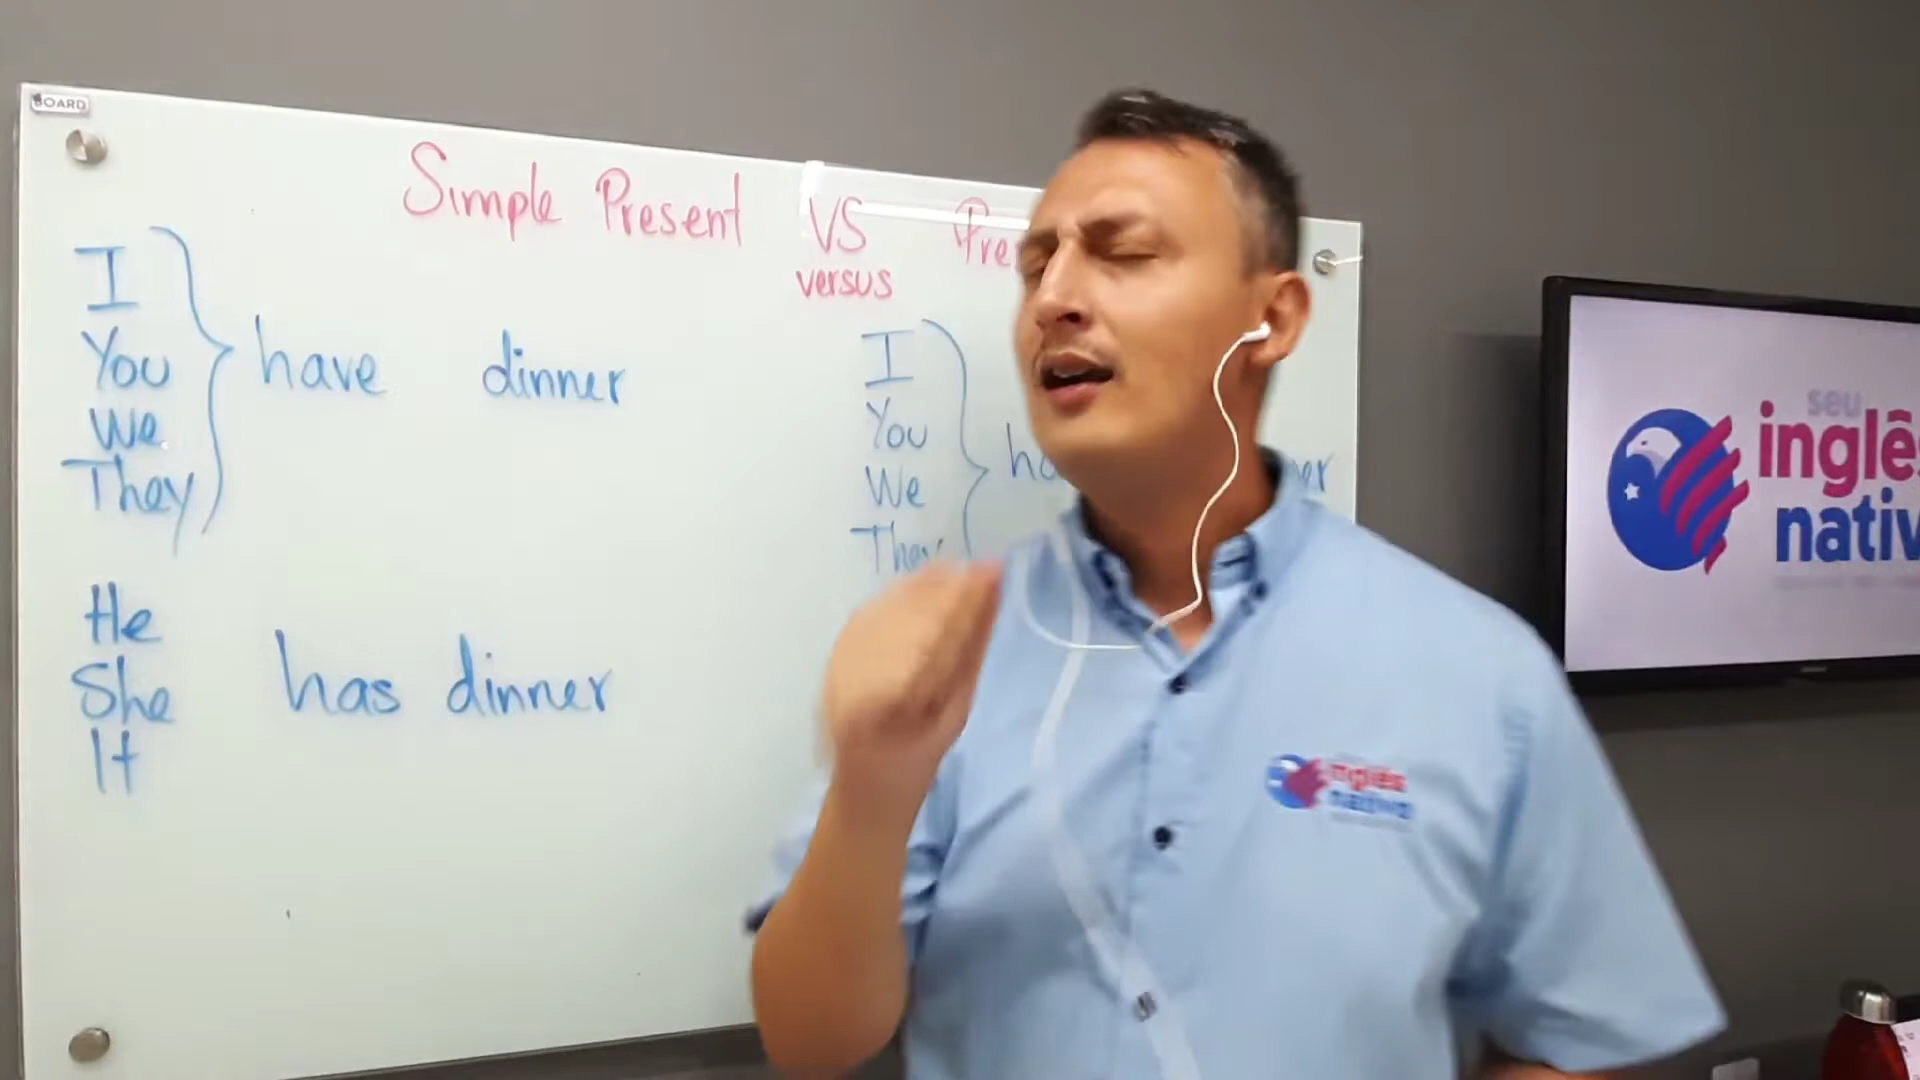 BOARD
Simple Present VS
versus
I
You
We
They
have dinner
He
She
It
has dinner
I
You
We
They
seu
inglês
nativ
inglês
nativo